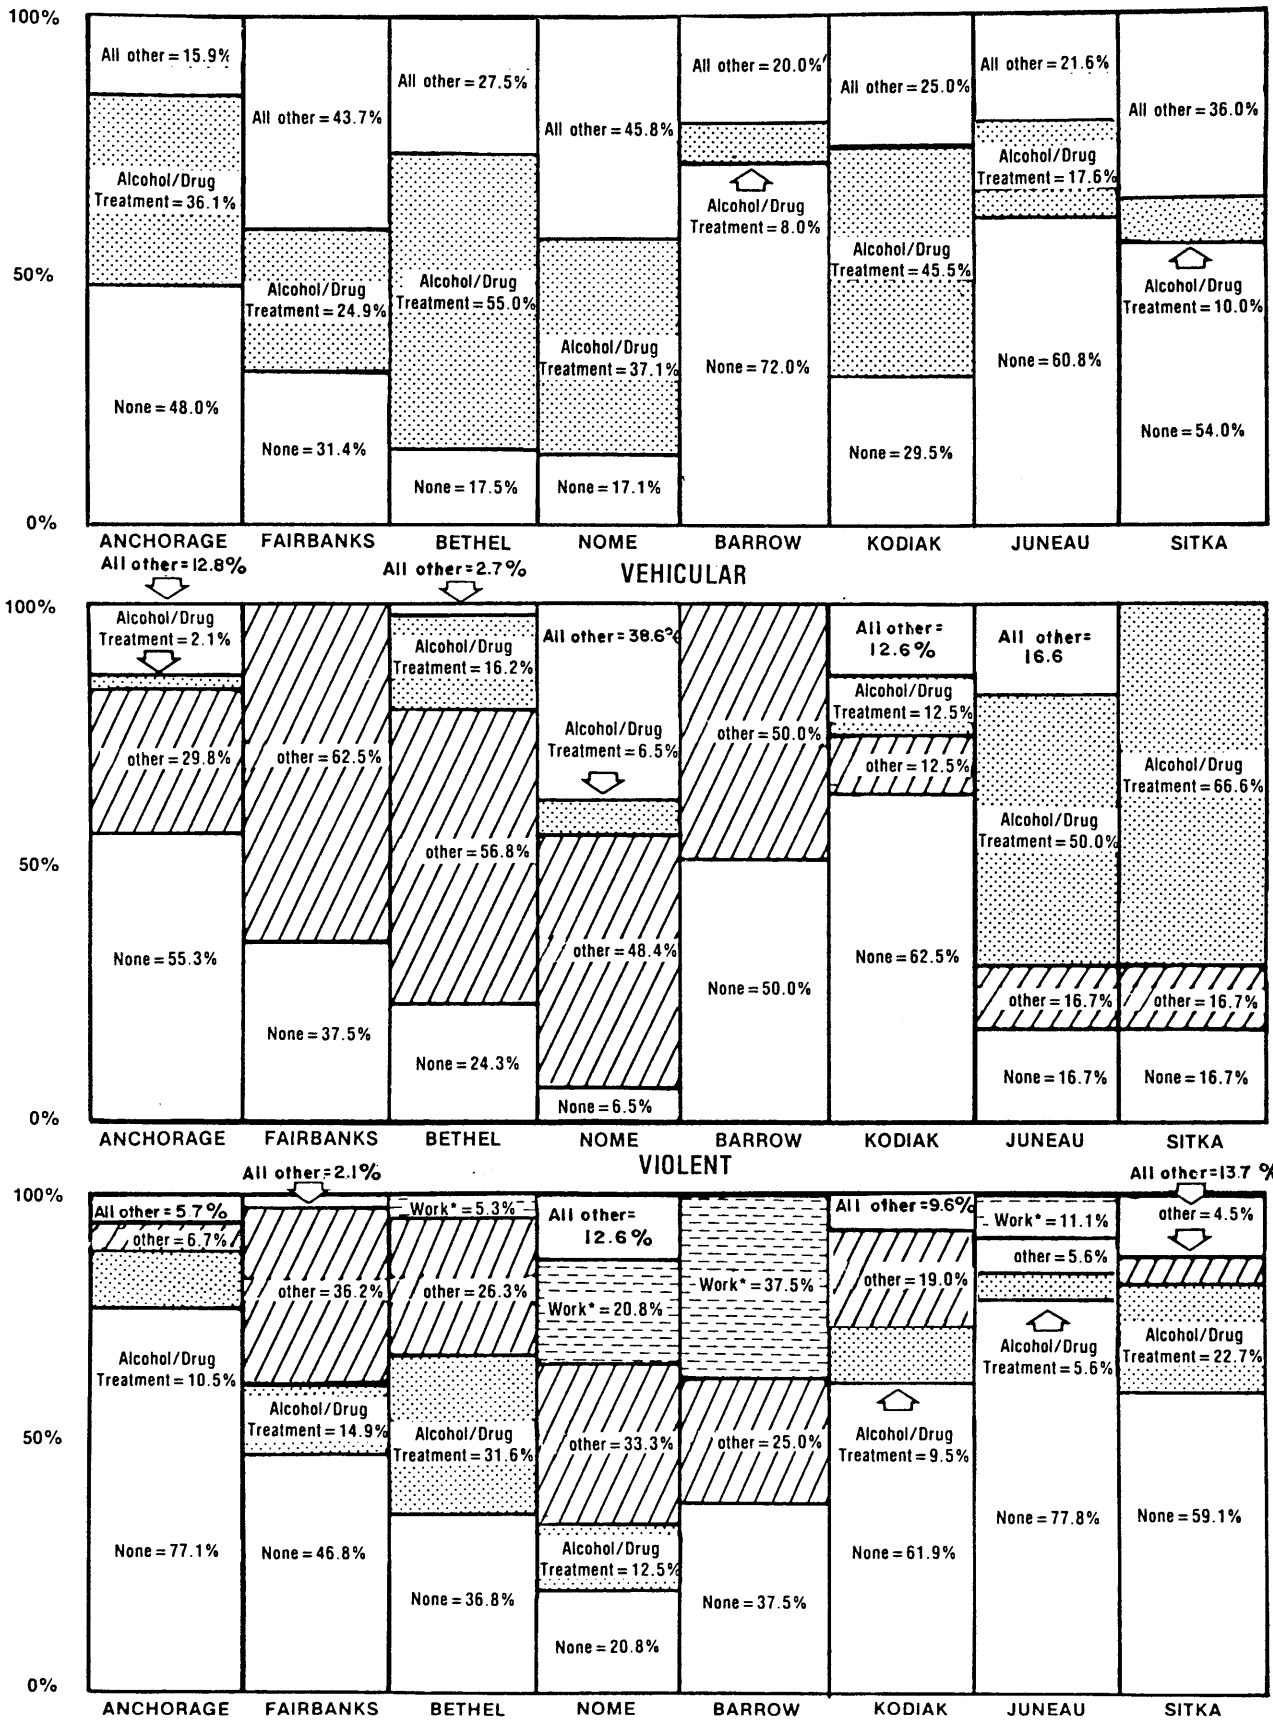 100%
All other = 15.9%
Alcohol/Drug
Treatment = 36.1%
None = 48.0%
All other = 43.7%
Alcohol/Drug
Treatment = 24.9%
None = 31.4%
All other = 27.5%
Alcohol/Drug
Treatment = 55.0%
None = 17.5%
All other = 45.8%
Alcohol/Drug
Treatment = 37.1%
None = 17.1%
All other = 20.0%
Alcohol/Drug
Treatment = 8.0%
None = 72.0%
All other = 25.0%
Alcohol/Drug
Treatment = 45.5%
None = 29.5%
All other = 21.6%
Alcohol/Drug
Treatment = 17.6%
None = 60.8%
All other = 36.0%
Alcohol/Drug
Treatment = 10.0%
None = 54.0%
50%
0%
ANCHORAGE FAIRBANKS BETHEL NOME BARROW KODIAK JUNEAU SITKA
VEHICULAR
100%
All other = 12.8%
Alcohol/Drug
Treatment = 2.1%
other = 29.8%
None = 55.3%
other = 62.5%
None = 37.5%
All other = 2.7%
Alcohol/Drug
Treatment = 16.2%
other = 56.8%
None = 24.3%
All other = 38.6%
Alcohol/Drug
Treatment = 6.5%
other = 48.4%
None = 6.5%
other = 50.0%
None = 50.0%
All other =
12.6%
Alcohol/Drug
Treatment = 12.5%
other = 12.5%
None = 62.5%
All other =
16.6
Alcohol/Drug
Treatment = 50.0%
other = 16.7%
None = 16.7%
Alcohol/Drug
Treatment = 66.6%
other = 16.7%
None = 16.7%
50%
0%
ANCHORAGE FAIRBANKS BETHEL NOME BARROW KODIAK JUNEAU SITKA
VIOLENT
100%
All other = 5.7%
other = 6.7%
Alcohol/Drug
Treatment = 10.5%
None = 77.1%
All other = 2.1%
other = 36.2%
Alcohol/Drug
Treatment = 14.9%
None = 46.8%
Work* = 5.3%
other = 26.3%
Alcohol/Drug
Treatment = 31.6%
None = 36.8%
All other =
12.6%
Work* = 20.8%
other = 33.3%
Alcohol/Drug
Treatment = 12.5%
None = 20.8%
Work* = 37.5%
other = 25.0%
None = 37.5%
All other = 9.6%
other = 19.0%
Alcohol/Drug
Treatment = 9.5%
None = 61.9%
Work* = 11.1%
other = 5.6%
Alcohol/Drug
Treatment = 5.6%
None = 77.8%
All other = 13.7 %
other = 4.5%
Alcohol/Drug
Treatment = 22.7%
None = 59.1%
50%
0%
ANCHORAGE FAIRBANKS BETHEL NOME BARROW KODIAK JUNEAU SITKA